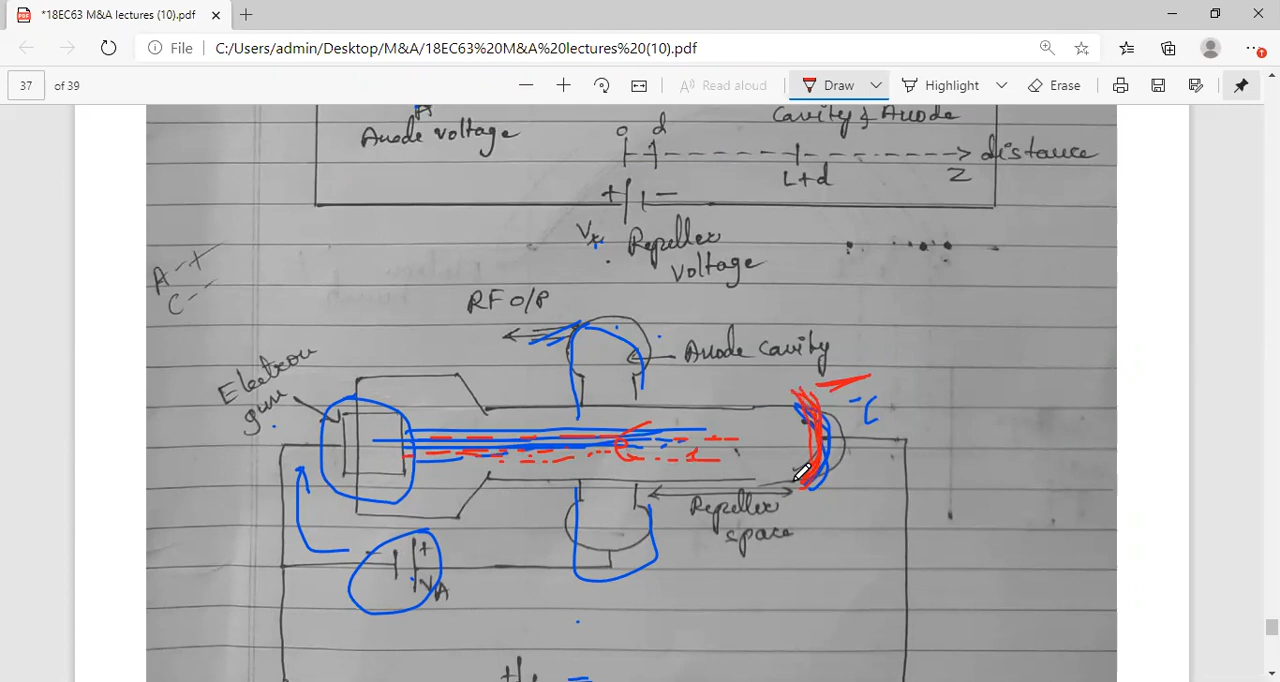 *18EC63 M&A lectures (10).pdf
File C:/Users/admin/Desktop/M&A/18EC63%20M&A%20lectures%20(10).pdf
37 of 39
Read aloud
Draw
Highlight
Erase
A
Anode voltage
Cavity & Anode
o d
distance
L+d
Z
+ -
Repeller
voltage
A - +
C - -
RF O/P
Electron
gun
Anode cavity
Repeller
space
+
VA